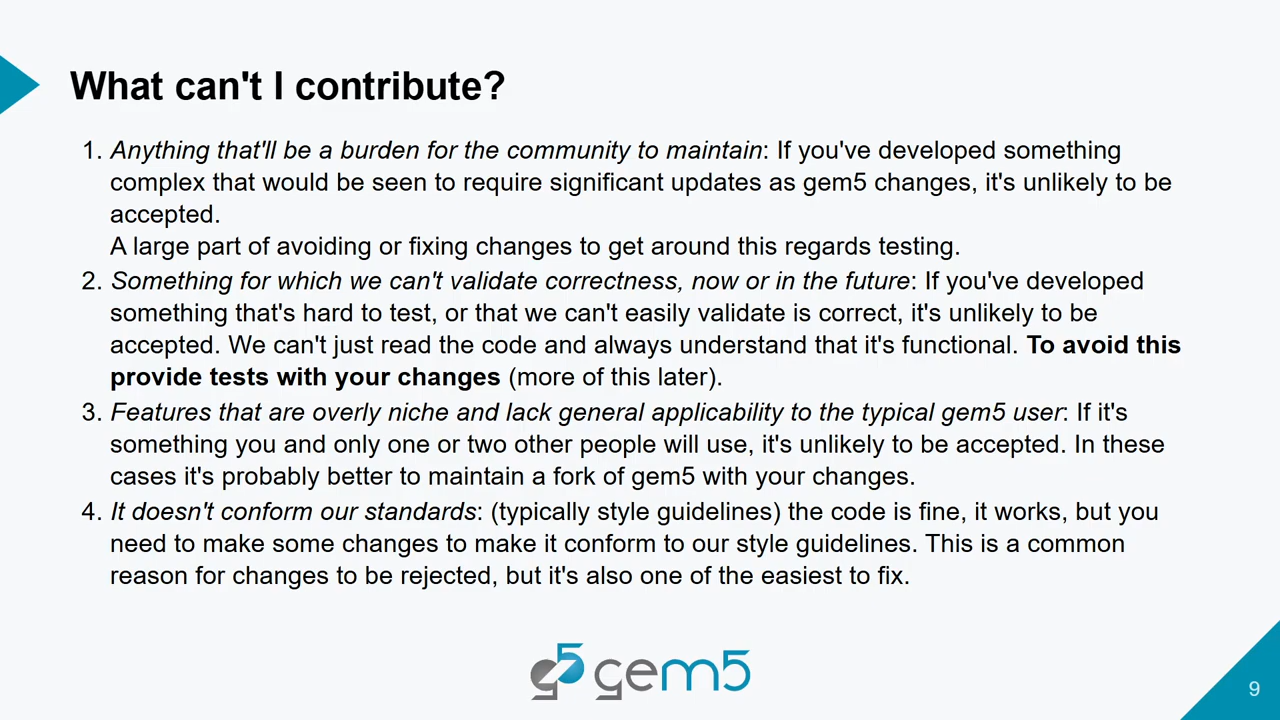 What can't I contribute?
1. Anything that'll be a burden for the community to maintain: If you've developed something
complex that would be seen to require significant updates as gem5 changes, it's unlikely to be
accepted.
A large part of avoiding or fixing changes to get around this regards testing.
2. Something for which we can't validate correctness, now or in the future: If you've developed
something that's hard to test, or that we can't easily validate is correct, it's unlikely to be
accepted. We can't just read the code and always understand that it's functional. To avoid this
provide tests with your changes (more of this later).
3. Features that are overly niche and lack general applicability to the typical gem5 user: If it's
something you and only one or two other people will use, it's unlikely to be accepted. In these
cases it's probably better to maintain a fork of gem5 with your changes.
4. It doesn't conform our standards: (typically style guidelines) the code is fine, it works, but you
need to make some changes to make it conform to our style guidelines. This is a common
reason for changes to be rejected, but it's also one of the easiest to fix.
g5 gem5
9